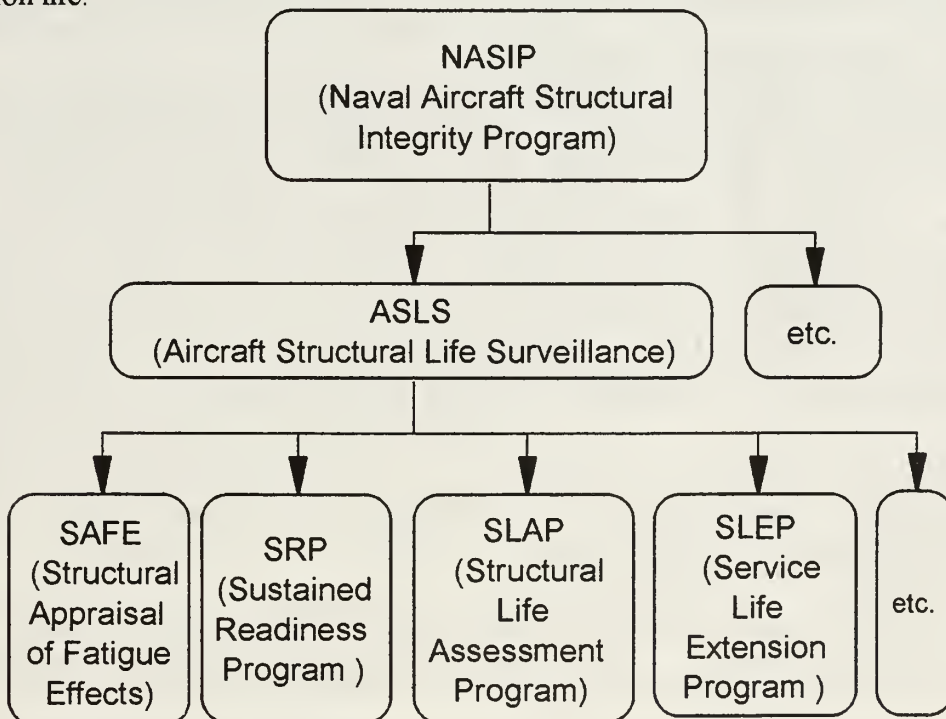 life.
NASIP
(Naval Aircraft Structural
Integrity Program)
ASLS
(Aircraft Structural Life Surveillance)
etc.
SAFE
(Structural
Appraisal
of Fatigue
Effects)
SRP
(Sustained
Readiness
Program )
SLAP
(Structural
Life
Assessment
Program)
SLEP
(Service
Life
Extension
Program )
etc.